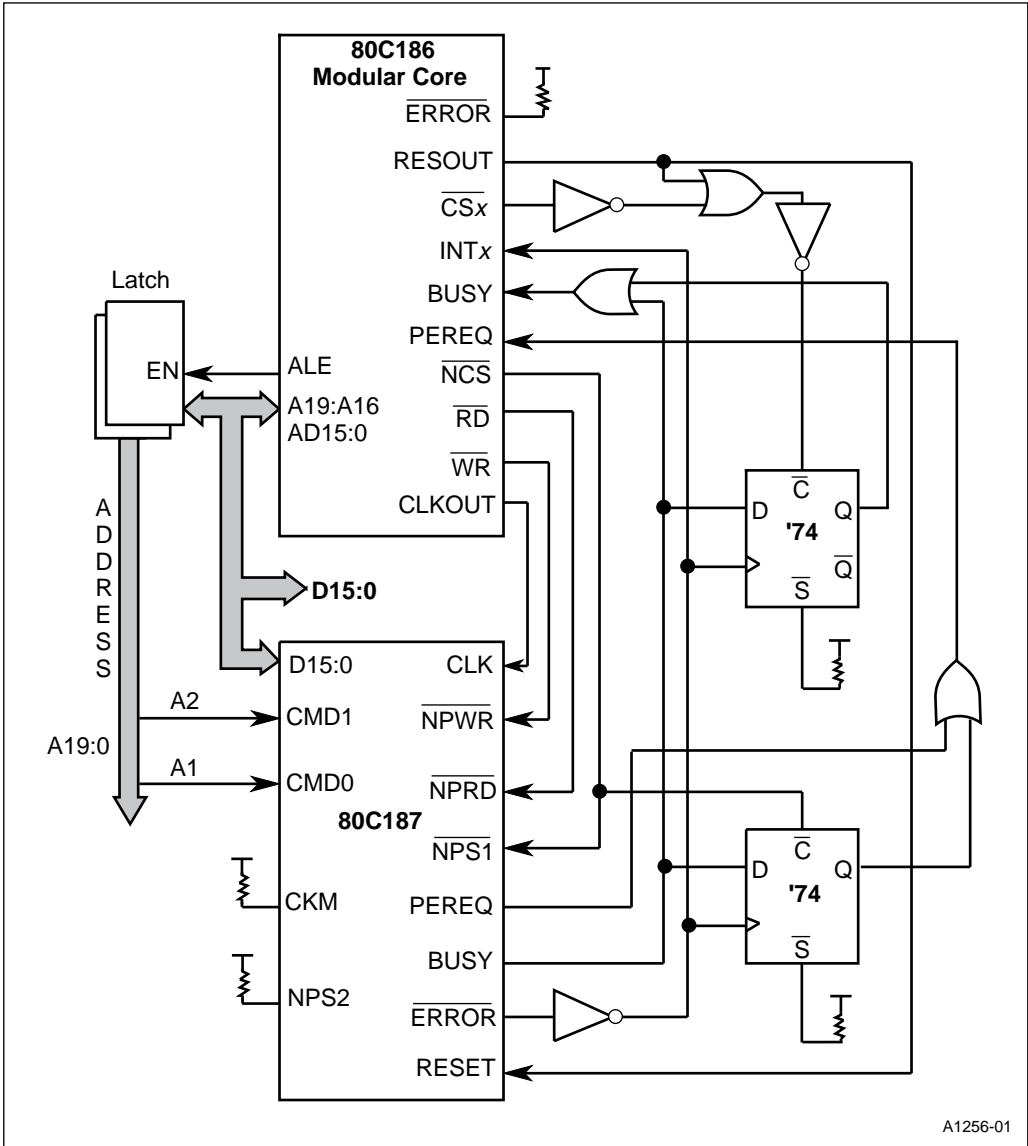 80C186
Modular Core
ERROR
RESOUT
CSx
INTx
BUSY
PEREQ
NCS
RD
WR
CLKOUT
ALE
A19:A16
AD15:0
Latch
EN
ADDRESS
A19:0
A2
A1
D15:0
80C187
D15:0
CMD1
CMD0
CKM
NPS2
CLK
NPWR
NPRD
NPS1
PEREQ
BUSY
ERROR
RESET
C
D
Q
'74
Q
S
C
D
Q
'74
S
A1256-01